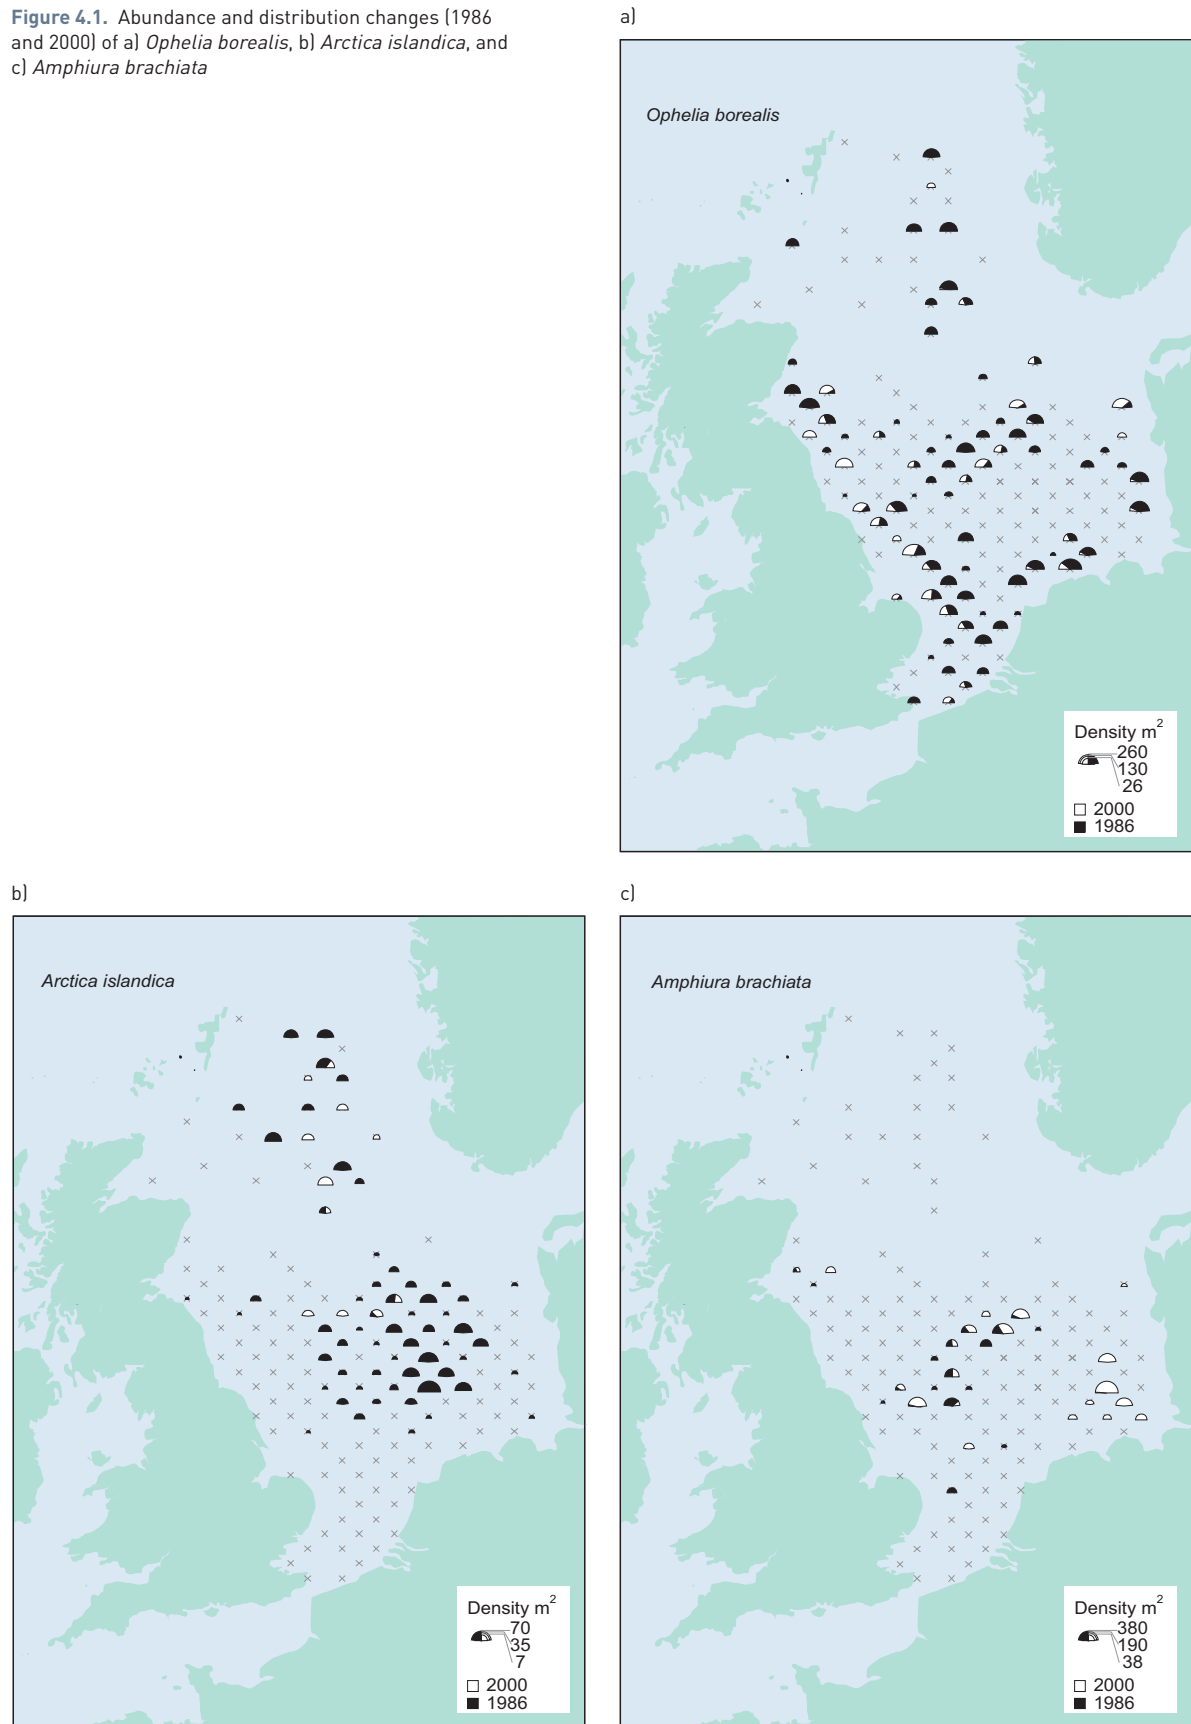 Figure 4.1. Abundance and distribution changes (1986
and 2000) of a) Ophelia borealis, b) Arctica islandica, and
c) Amphiura brachiata
a)
Ophelia borealis
Density m²
260
130
26
2000
1986
b)
Arctica islandica
Density m²
70
35
7
2000
1986
c)
Amphiura brachiata
Density m²
380
190
38
2000
1986